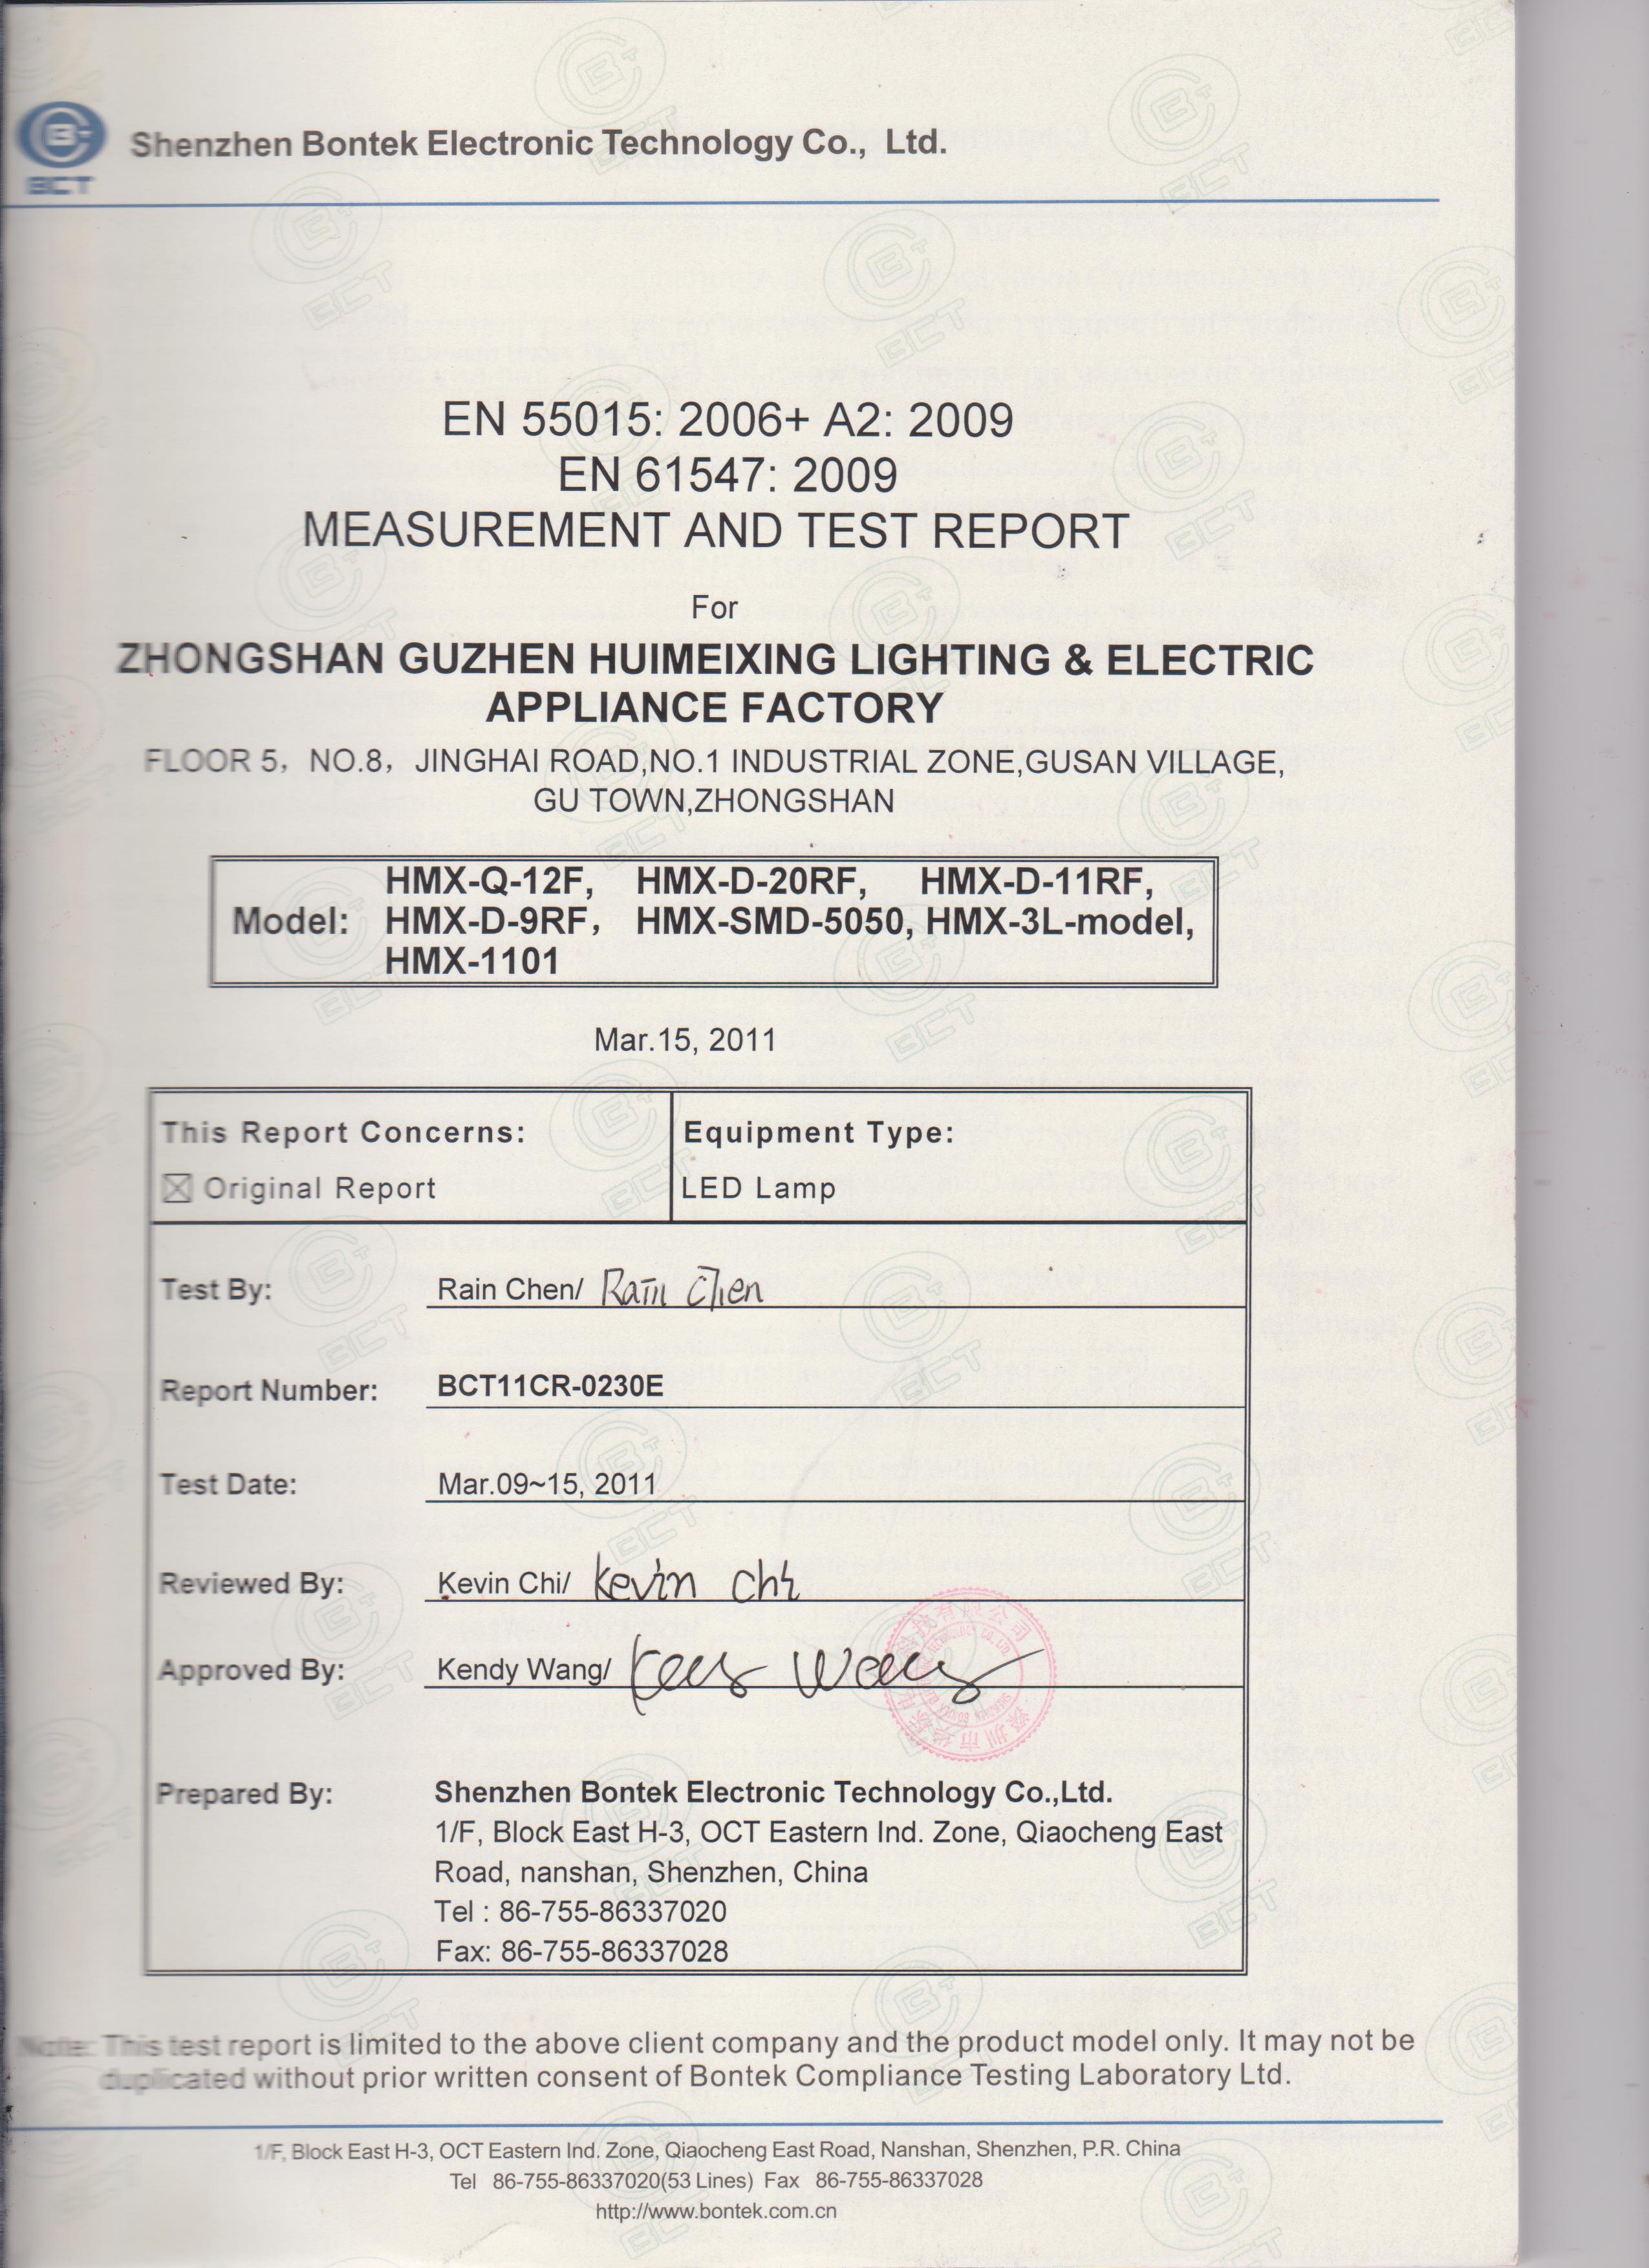 BCT
Shenzhen Bontek Electronic Technology Co., Ltd.
EN 55015: 2006+ A2: 2009
EN 61547: 2009
MEASUREMENT AND TEST REPORT
For
ZHONGSHAN GUZHEN HUIMEIXING LIGHTING & ELECTRIC
APPLIANCE FACTORY
FLOOR 5，NO.8，JINGHAI ROAD,NO.1 INDUSTRIAL ZONE,GUSAN VILLAGE,
GU TOWN,ZHONGSHAN
HMX-Q-12F, HMX-D-20RF, HMX-D-11RF,
Model: HMX-D-9RF， HMX-SMD-5050, HMX-3L-model,
HMX-1101
Mar.15, 2011
This Report Concerns: Equipment Type:
☒ Original Report LED Lamp
Test By: Rain Chen/ Rain Chen
Report Number: BCT11CR-0230E
Test Date: Mar.09~15, 2011
Reviewed By: Kevin Chi/ Kevin Chi
Approved By: Kendy Wang/
Prepared By: Shenzhen Bontek Electronic Technology Co.,Ltd.
1/F, Block East H-3, OCT Eastern Ind. Zone, Qiaocheng East
Road, nanshan, Shenzhen, China
Tel : 86-755-86337020
Fax: 86-755-86337028
Note: This test report is limited to the above client company and the product model only. It may not be
duplicated without prior written consent of Bontek Compliance Testing Laboratory Ltd.
1/F, Block East H-3, OCT Eastern Ind. Zone, Qiaocheng East Road, Nanshan, Shenzhen, P.R. China
Tel 86-755-86337020(53 Lines) Fax 86-755-86337028
http://www.bontek.com.cn